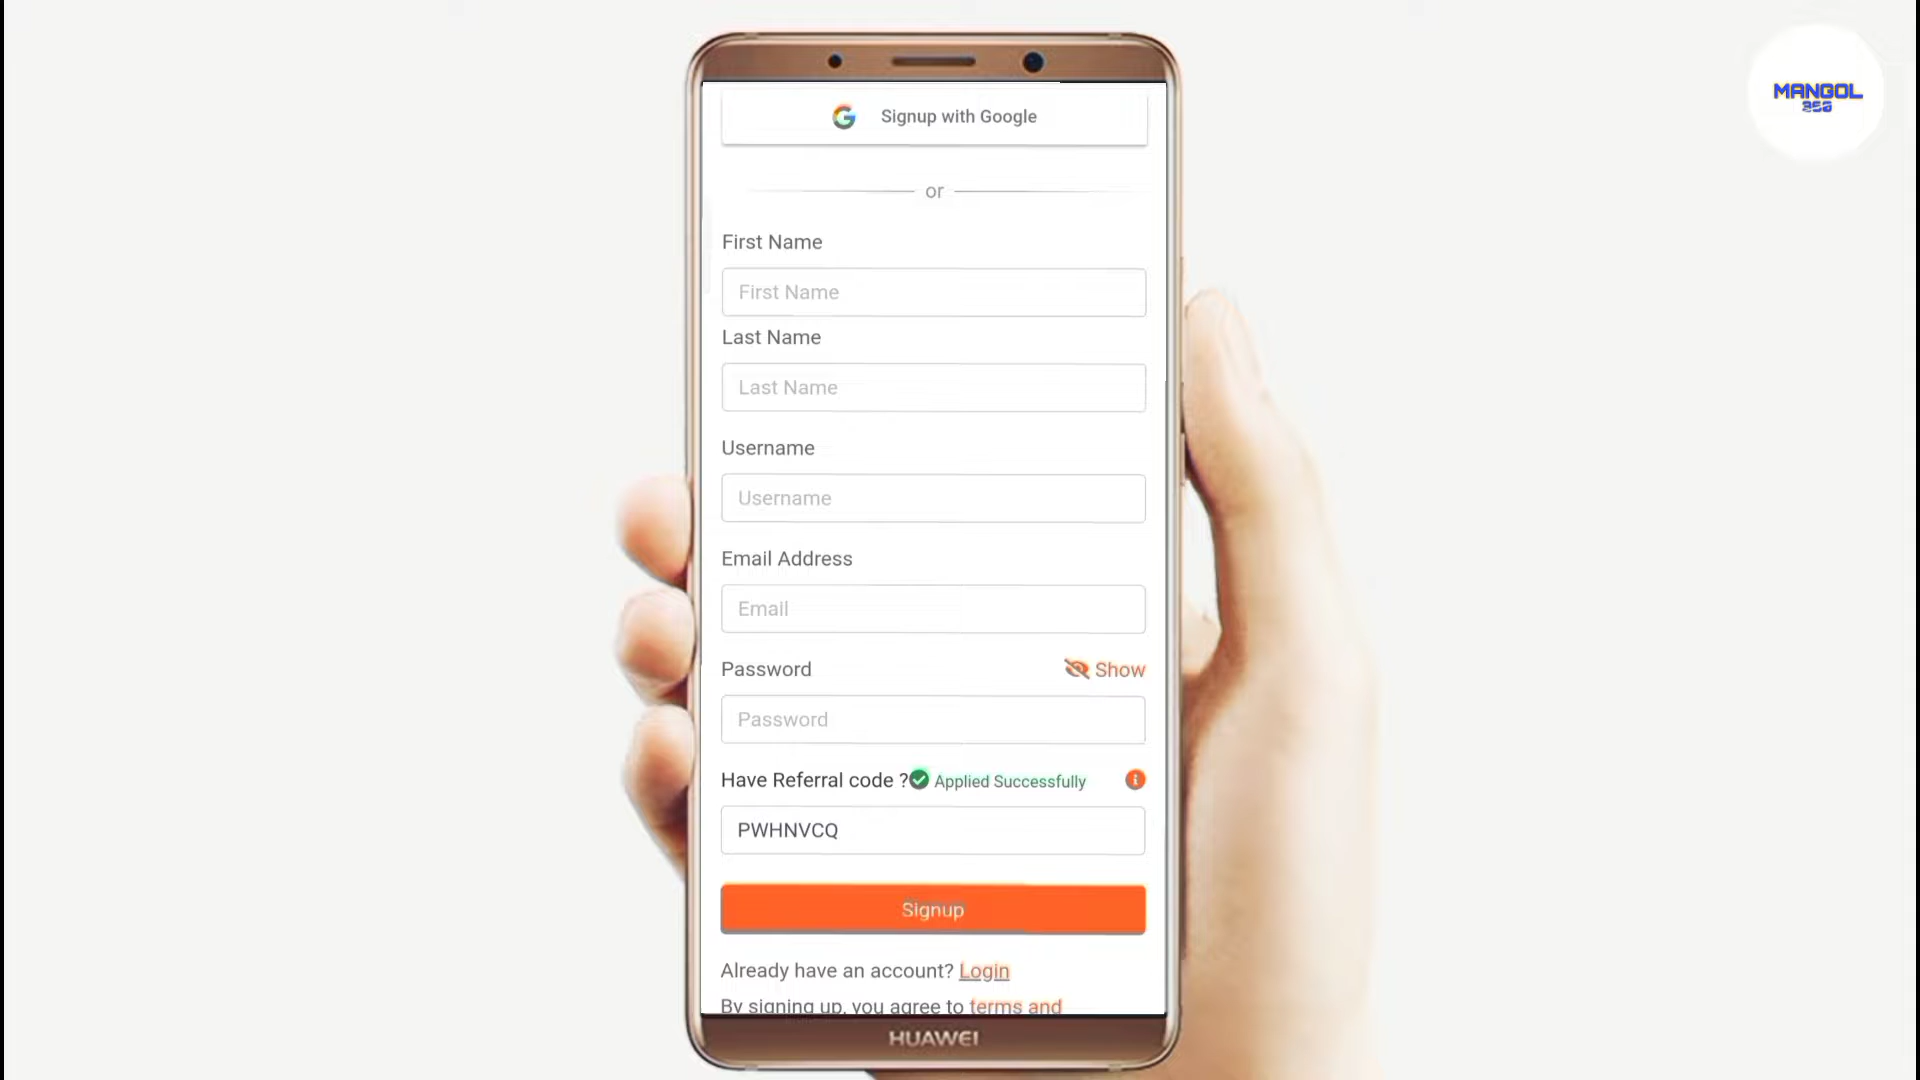 MANGOL
350
Signup with Google
or
First Name
First Name
Last Name
Last Name
Username
Username
Email Address
Email
Password
Show
Password
Have Referral code ?
Applied Successfully
PWHNVCQ
Signup
Already have an account? Login
By signing up, you agree to terms and
HUAWEI